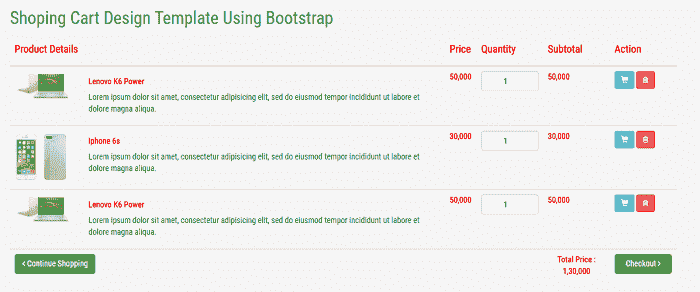 Shoping Cart Design Template Using Bootstrap
Product Details Price Quantity Subtotal Action
Lenovo K6 Power 50,000 1 50,000
Lorem ipsum dolor sit amet, consectetur adipisicing elit, sed do eiusmod tempor incididunt ut labore et
dolore magna aliqua.
Iphone 6s 30,000 1 30,000
Lorem ipsum dolor sit amet, consectetur adipisicing elit, sed do eiusmod tempor incididunt ut labore et
dolore magna aliqua.
Lenovo K6 Power 50,000 1 50,000
Lorem ipsum dolor sit amet, consectetur adipisicing elit, sed do eiusmod tempor incididunt ut labore et
dolore magna aliqua.
< Continue Shopping Total Price : Checkout >
1,30,000